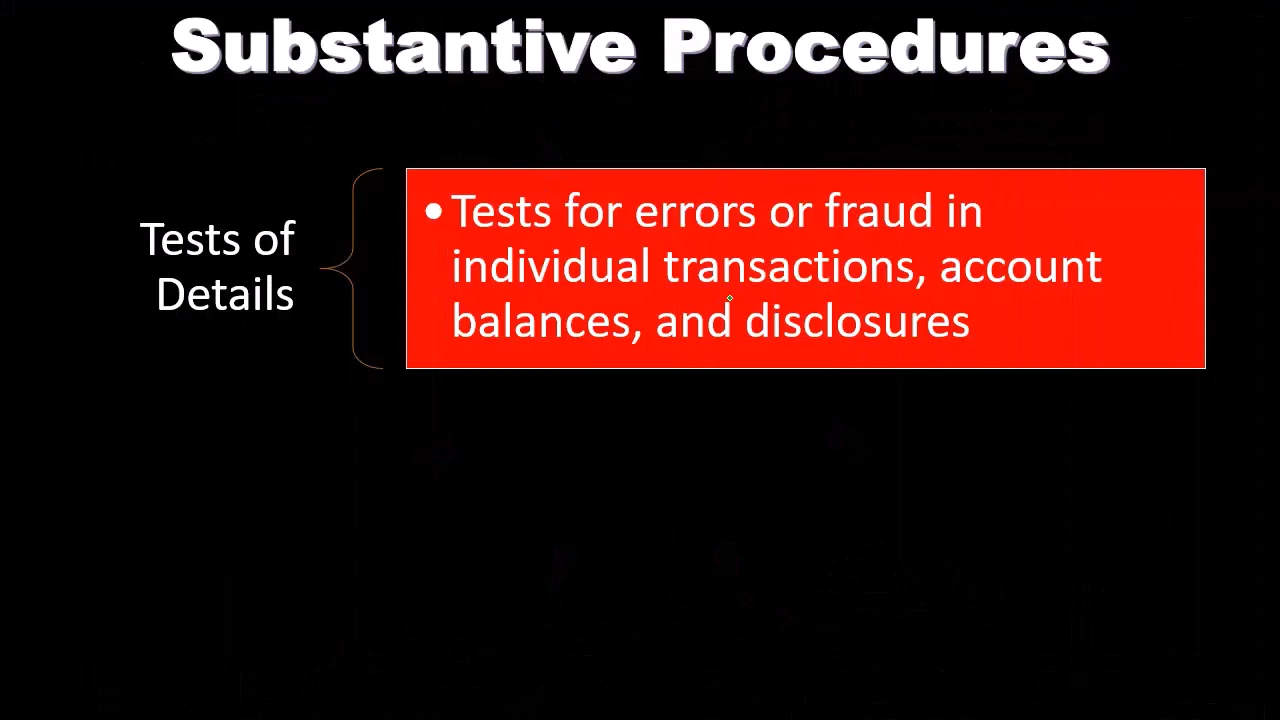 Substantive Procedures
Tests of
Details
• Tests for errors or fraud in
individual transactions, account
balances, and disclosures